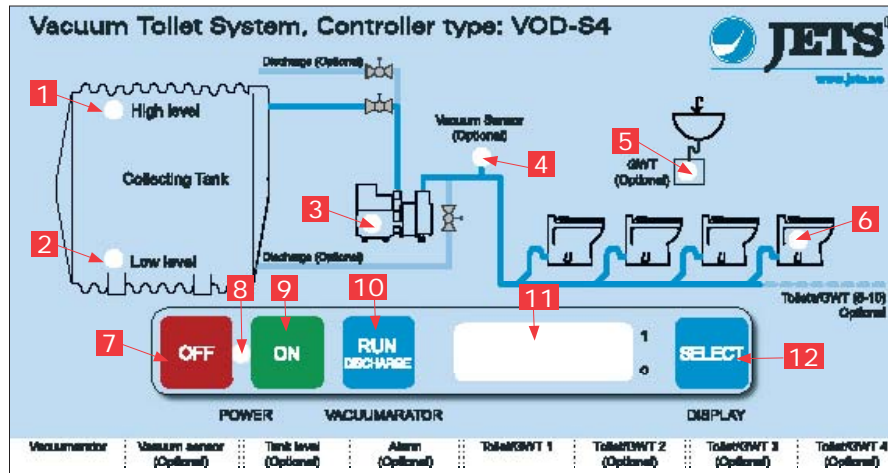 Vacuum Toilet System, Controller type: VOD-S4
JETS
www.jets.no
Discharge (Optional)
1
High level
Vacuum Sensor
(Optional)
4
5
GWT
(Optional)
Collecting Tank
3
6
2
Low level
Discharge (Optional)
Toilets/GWT (5-10)
Optional
7
8
9
10
11
12
OFF
ON
RUN
DISCHARGE
1
0
SELECT
POWER
VACUUMARATOR
DISPLAY
Vacuumarator
Vacuum sensor
(Optional)
Tank level
(Optional)
Alarm
(Optional)
Toilet/GWT 1
Toilet/GWT 2
(Optional)
Toilet/GWT 3
(Optional)
Toilet/GWT 4
(Optional)